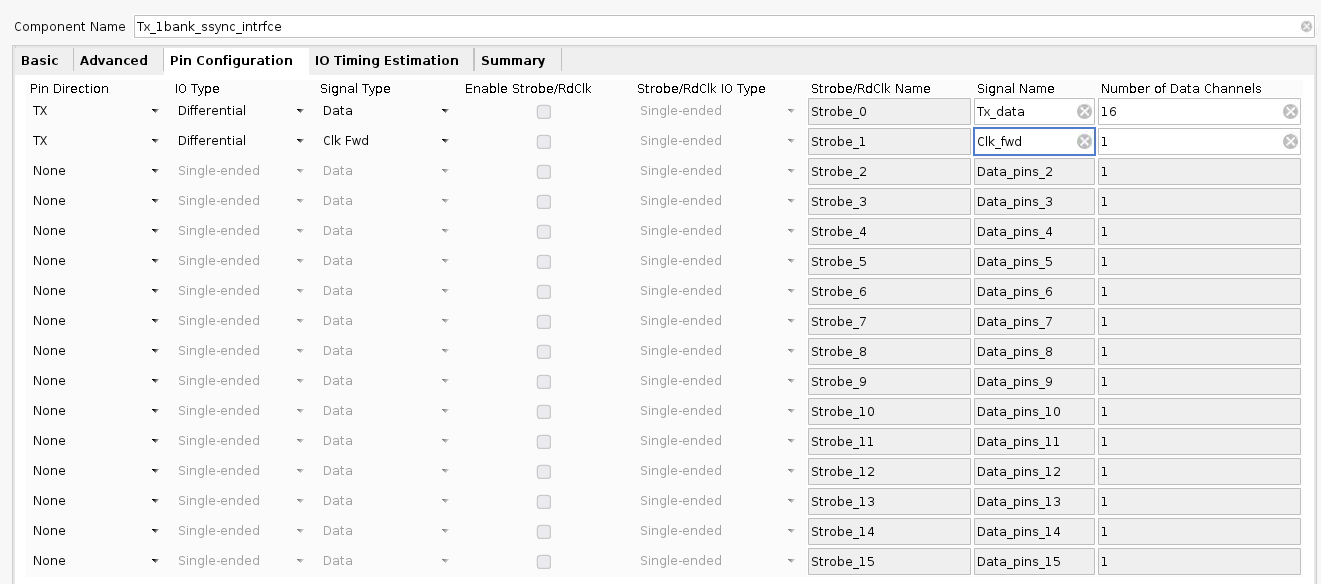 Component Name Tx_1bank_ssync_intrfce
Basic Advanced Pin Configuration IO Timing Estimation Summary
Pin Direction IO Type Signal Type Enable Strobe/RdClk Strobe/RdClk IO Type Strobe/RdClk Name Signal Name Number of Data Channels
TX Differential Data Single-ended Strobe_0 Tx_data 16
TX Differential Clk Fwd Single-ended Strobe_1 Clk_fwd 1
None Single-ended Data Single-ended Strobe_2 Data_pins_2 1
None Single-ended Data Single-ended Strobe_3 Data_pins_3 1
None Single-ended Data Single-ended Strobe_4 Data_pins_4 1
None Single-ended Data Single-ended Strobe_5 Data_pins_5 1
None Single-ended Data Single-ended Strobe_6 Data_pins_6 1
None Single-ended Data Single-ended Strobe_7 Data_pins_7 1
None Single-ended Data Single-ended Strobe_8 Data_pins_8 1
None Single-ended Data Single-ended Strobe_9 Data_pins_9 1
None Single-ended Data Single-ended Strobe_10 Data_pins_10 1
None Single-ended Data Single-ended Strobe_11 Data_pins_11 1
None Single-ended Data Single-ended Strobe_12 Data_pins_12 1
None Single-ended Data Single-ended Strobe_13 Data_pins_13 1
None Single-ended Data Single-ended Strobe_14 Data_pins_14 1
None Single-ended Data Single-ended Strobe_15 Data_pins_15 1